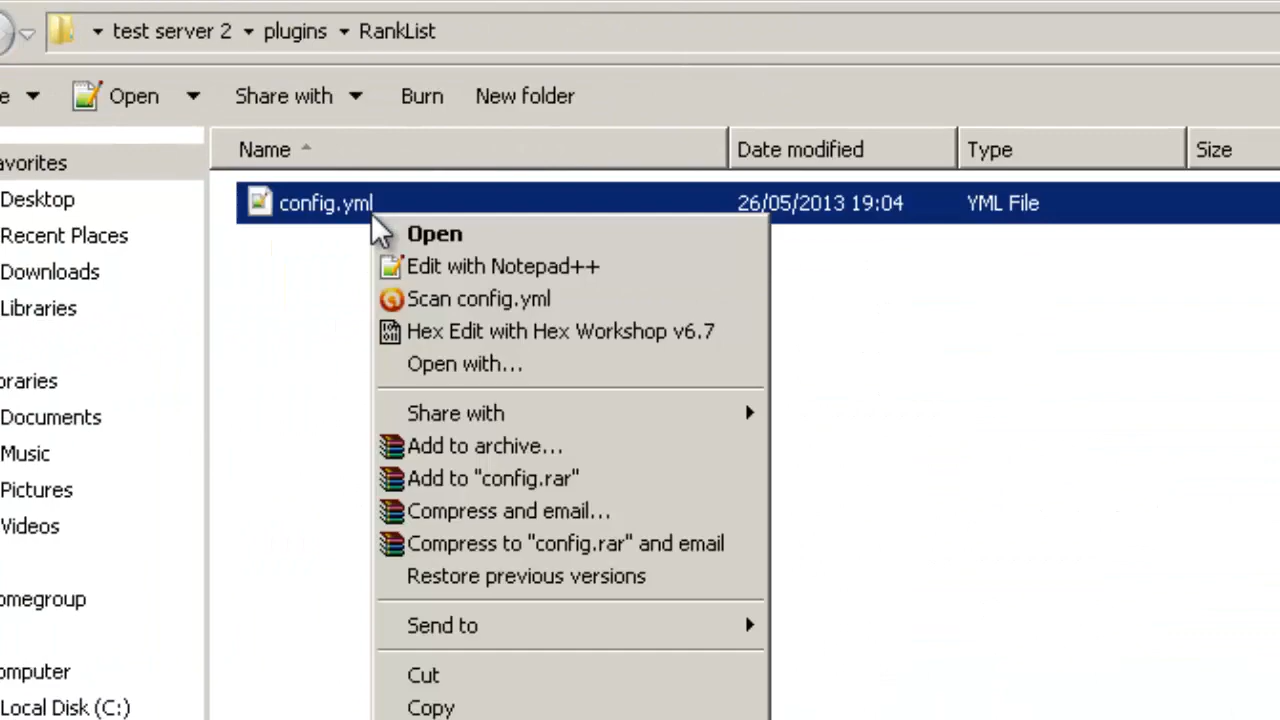 test server 2 plugins RankList
e Open Share with Burn New folder
Name Date modified Type Size
avorites
config.yml 26/05/2013 19:04 YML File
Desktop
Open
Recent Places
Edit with Notepad++
Downloads
Scan config.yml
Libraries
Hex Edit with Hex Workshop v6.7
Open with...
braries
Share with
Documents
Add to archive...
Music
Add to "config.rar"
Pictures
Compress and email...
Videos
Compress to "config.rar" and email
Restore previous versions
omegroup
Send to
omputer
Cut
Local Disk (C:)
Copy